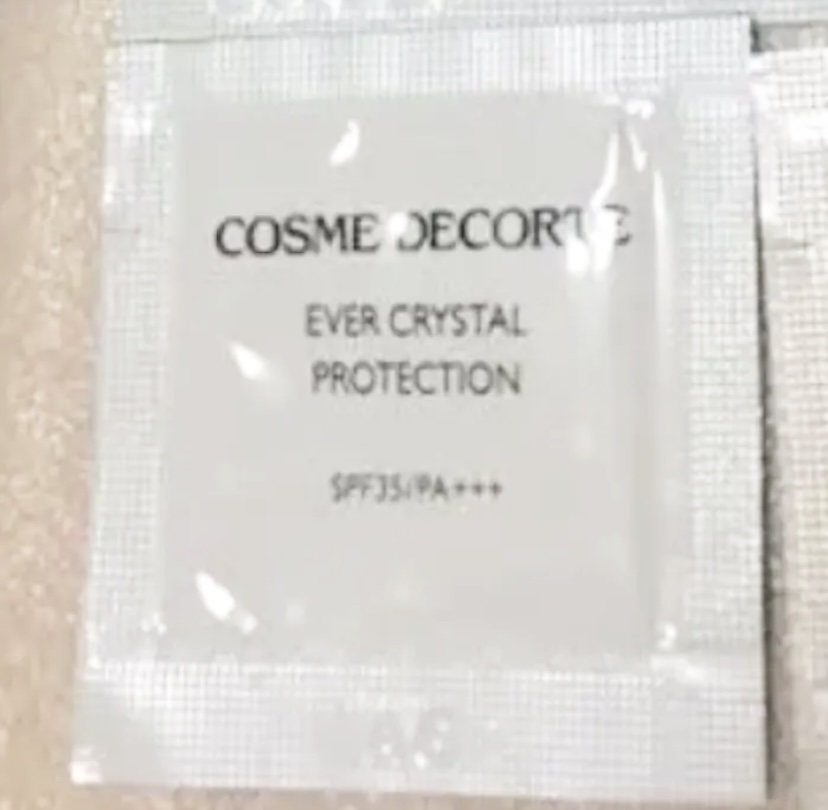 COSME DECORTE
EVER CRYSTAL
PROTECTION
SPF35/PA+++